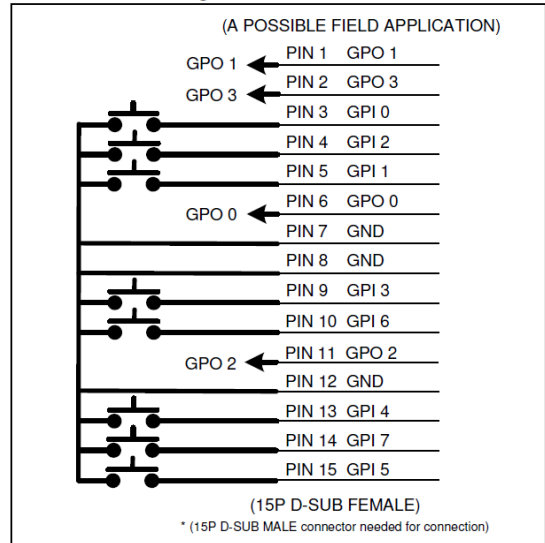 (A POSSIBLE FIELD APPLICATION)
GPO 1 PIN 1 GPO 1
GPO 3 PIN 2 GPO 3
PIN 3 GPI 0
PIN 4 GPI 2
PIN 5 GPI 1
GPO 0 PIN 6 GPO 0
PIN 7 GND
PIN 8 GND
PIN 9 GPI 3
PIN 10 GPI 6
GPO 2 PIN 11 GPO 2
PIN 12 GND
PIN 13 GPI 4
PIN 14 GPI 7
PIN 15 GPI 5
(15P D-SUB FEMALE)
* (15P D-SUB MALE connector needed for connection)